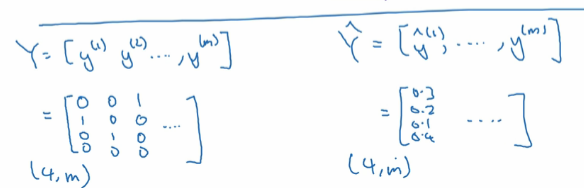 Y = [y^(1) y^(2) ...., y^(m)]
Ŷ = [ŷ^(1), ...., y^(m)]
= [0 0 1
1 0 0 ....
0 1 0
0 0 0]
= [0.3
0.2
0.1 ....
0.4]
(4,m)
(4,m)